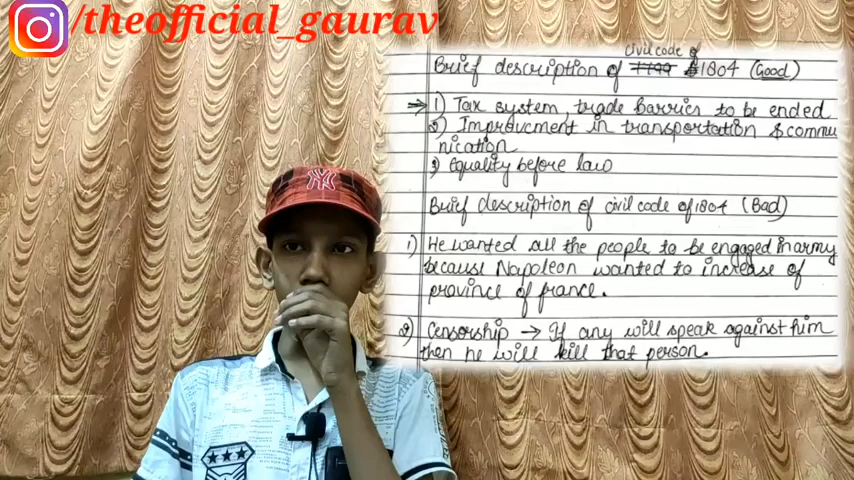 /theofficial_gaurav
civil code of
Brief description of 1799 1804 (Good)
⇒ 1) Tax system, trade barrier to be ended
2) Improvement in transportation & commu
nication
3) Equality before law
Brief description of civil code of 1804 (Bad)
1) He wanted all the people to be engaged in army
because Napoleon wanted to increase of
province of france.
2) Censorship → If any will speak against him
then he will kill that person.
NY